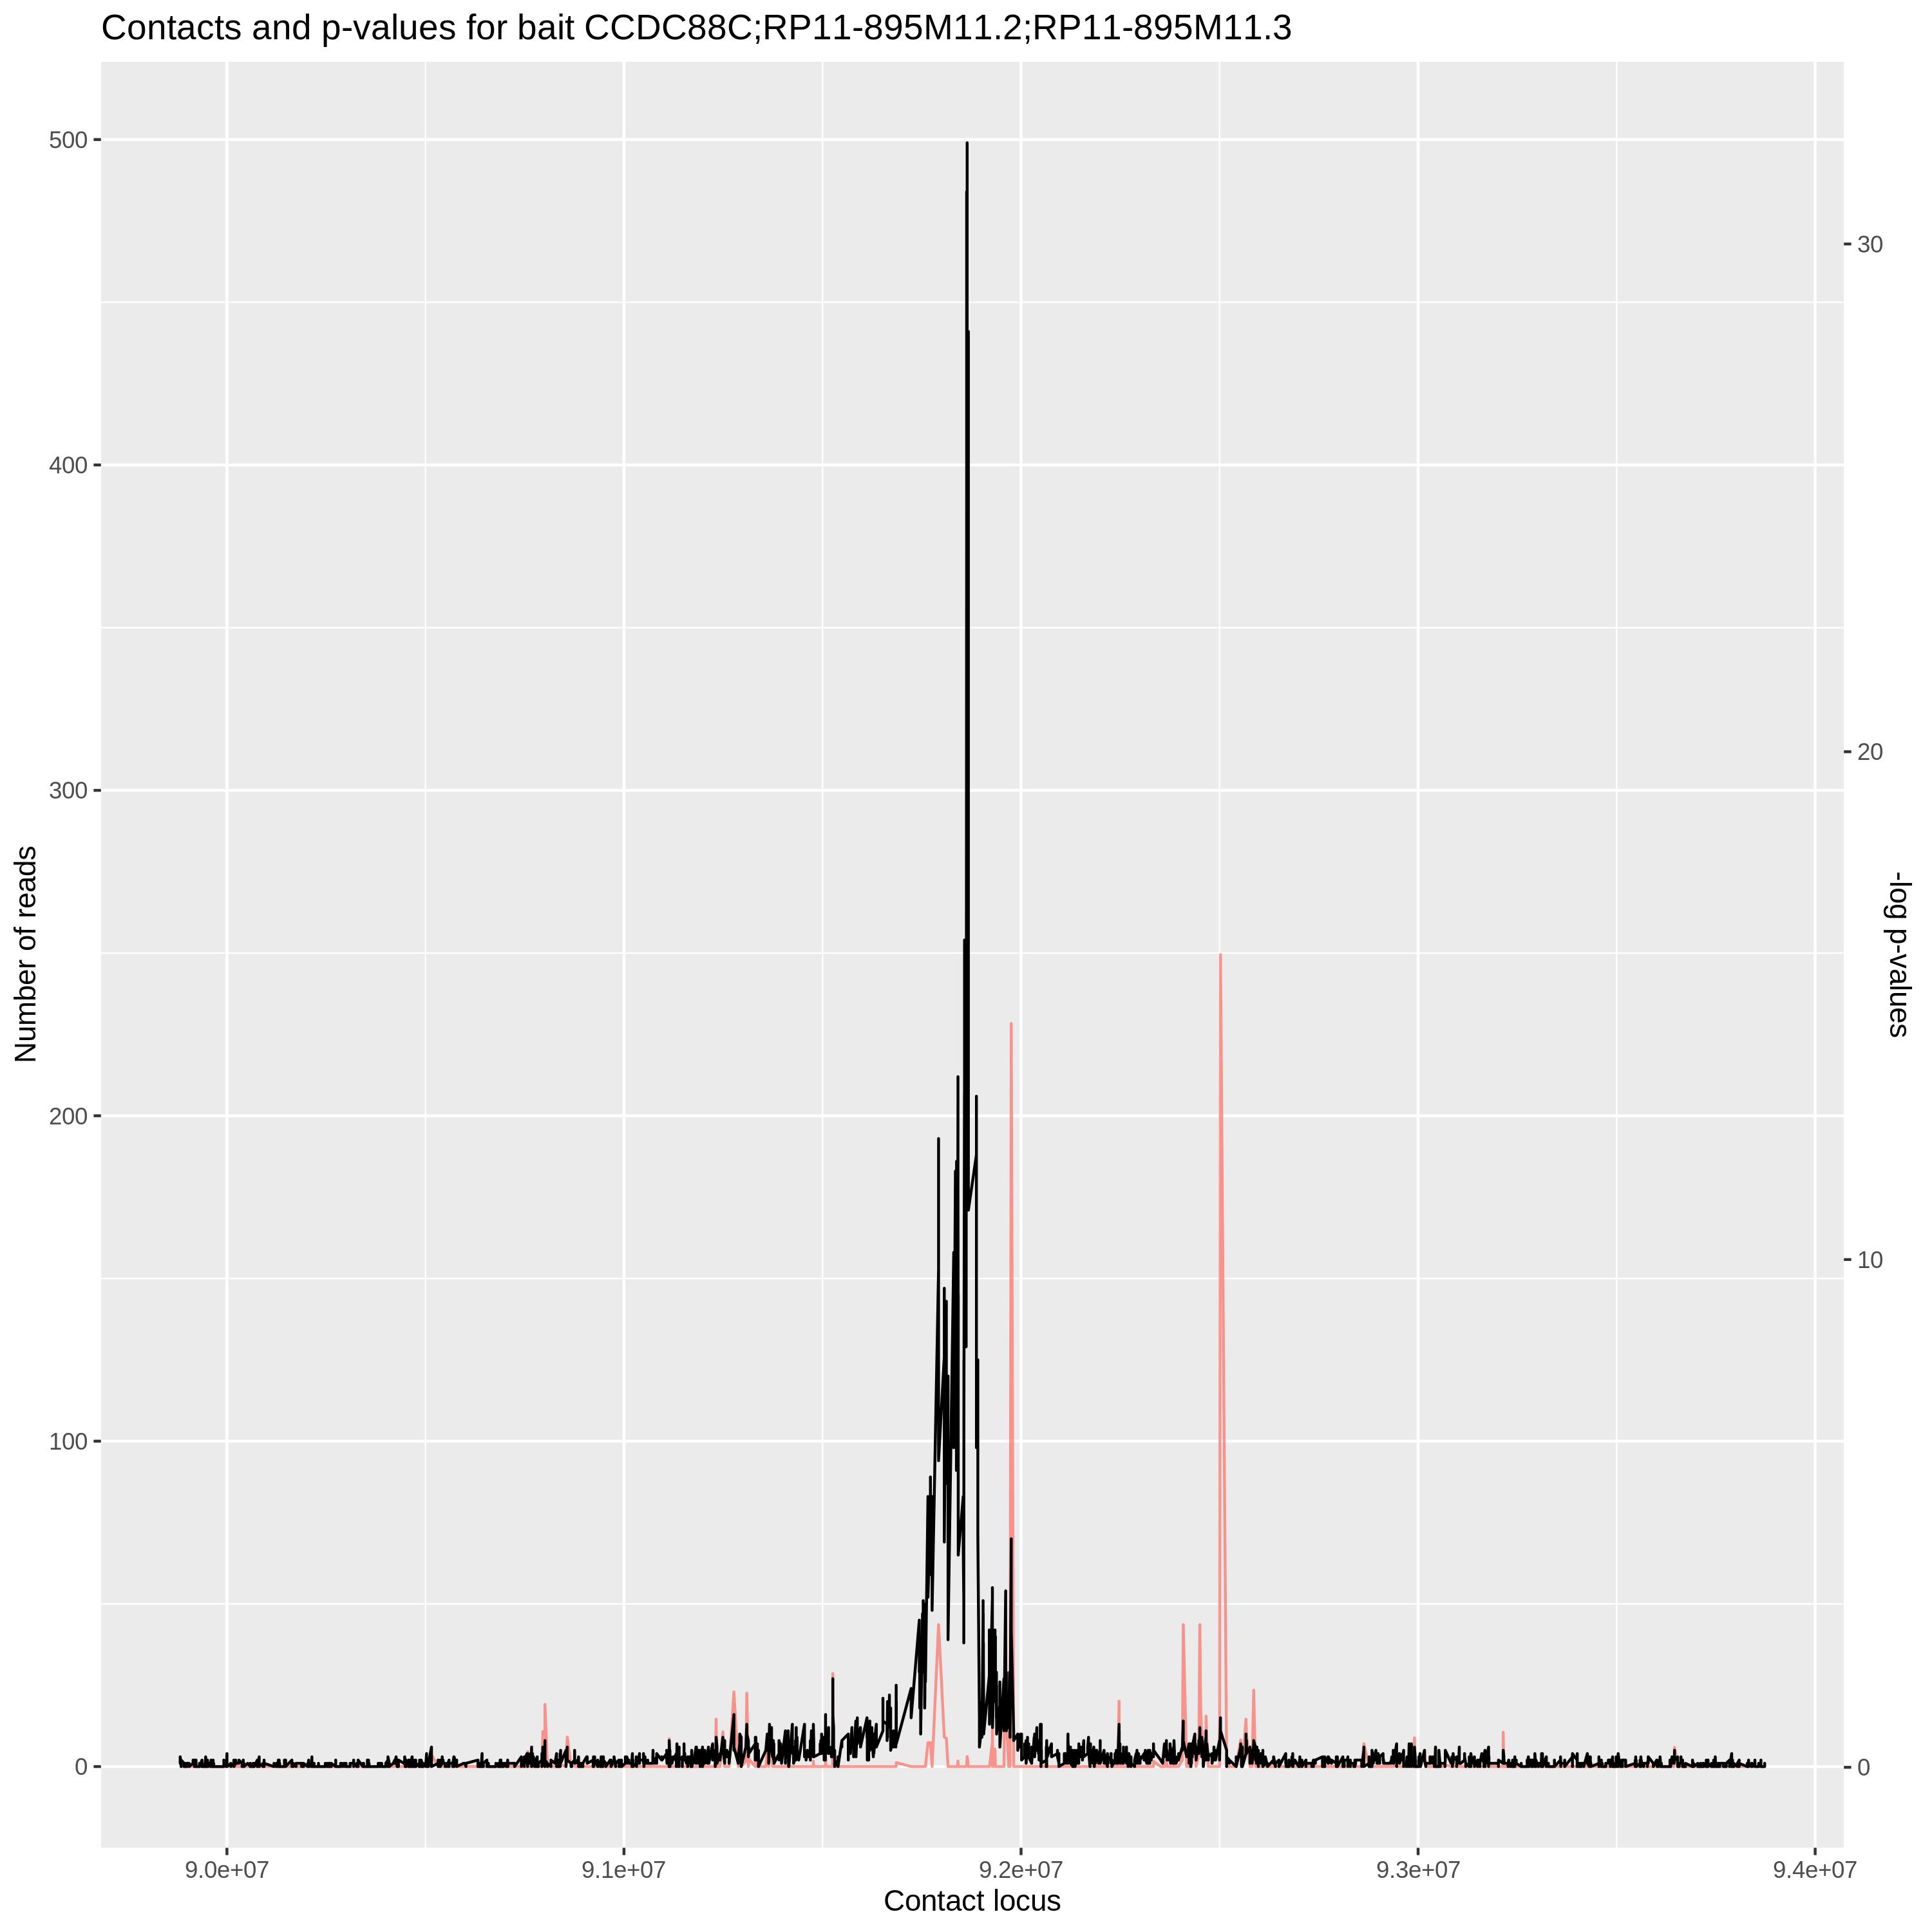 Contacts and p-values for bait CCDC88C;RP11-895M11.2;RP11-895M11.3
500
400
300
200
100
0
Number of reads
30
20
10
0
-log p-values
9.0e+07
9.1e+07
9.2e+07
9.3e+07
9.4e+07
Contact locus